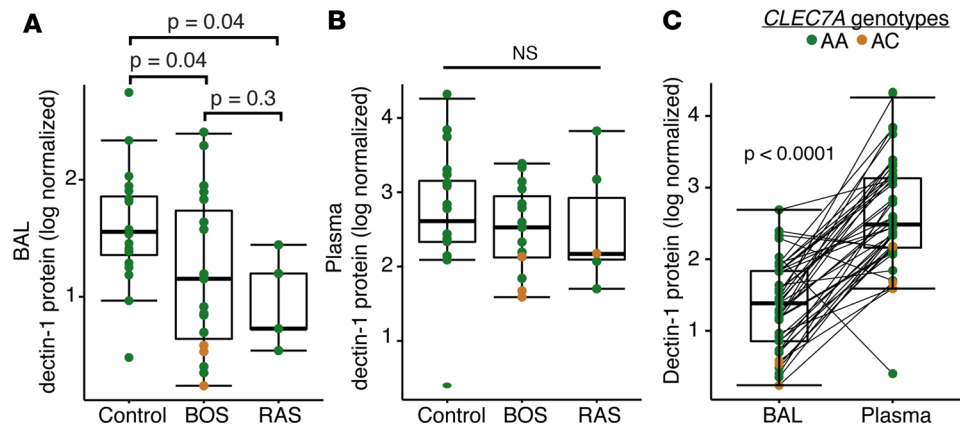 A
p = 0.04
p = 0.04
p = 0.3
BAL
dectin-1 protein (log normalized)
2
1
Control BOS RAS
B
NS
Plasma
dectin-1 protein (log normalized)
4
3
2
1
Control BOS RAS
C
CLEC7A genotypes
AA AC
p < 0.0001
Dectin-1 protein (log normalized)
4
3
2
1
BAL Plasma